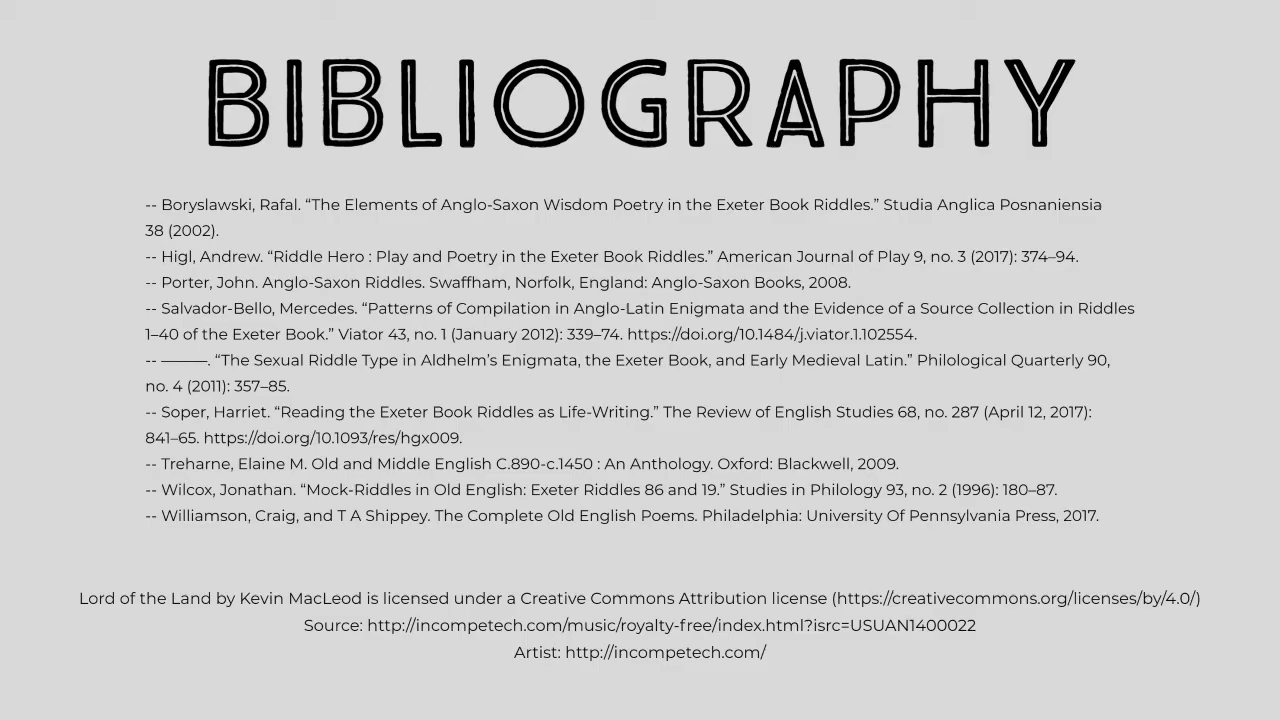 BIBLIOGRAPHY
-- Boryslawski, Rafal. “The Elements of Anglo-Saxon Wisdom Poetry in the Exeter Book Riddles.” Studia Anglica Posnaniensia
38 (2002).
-- Higl, Andrew. “Riddle Hero : Play and Poetry in the Exeter Book Riddles.” American Journal of Play 9, no. 3 (2017): 374–94.
-- Porter, John. Anglo-Saxon Riddles. Swaffham, Norfolk, England: Anglo-Saxon Books, 2008.
-- Salvador-Bello, Mercedes. “Patterns of Compilation in Anglo-Latin Enigmata and the Evidence of a Source Collection in Riddles
1–40 of the Exeter Book.” Viator 43, no. 1 (January 2012): 339–74. https://doi.org/10.1484/j.viator.1.102554.
-- ———. “The Sexual Riddle Type in Aldhelm’s Enigmata, the Exeter Book, and Early Medieval Latin.” Philological Quarterly 90,
no. 4 (2011): 357–85.
-- Soper, Harriet. “Reading the Exeter Book Riddles as Life-Writing.” The Review of English Studies 68, no. 287 (April 12, 2017):
841–65. https://doi.org/10.1093/res/hgx009.
-- Treharne, Elaine M. Old and Middle English C.890-c.1450 : An Anthology. Oxford: Blackwell, 2009.
-- Wilcox, Jonathan. “Mock-Riddles in Old English: Exeter Riddles 86 and 19.” Studies in Philology 93, no. 2 (1996): 180–87.
-- Williamson, Craig, and T A Shippey. The Complete Old English Poems. Philadelphia: University Of Pennsylvania Press, 2017.
Lord of the Land by Kevin MacLeod is licensed under a Creative Commons Attribution license (https://creativecommons.org/licenses/by/4.0/)
Source: http://incompetech.com/music/royalty-free/index.html?isrc=USUAN1400022
Artist: http://incompetech.com/